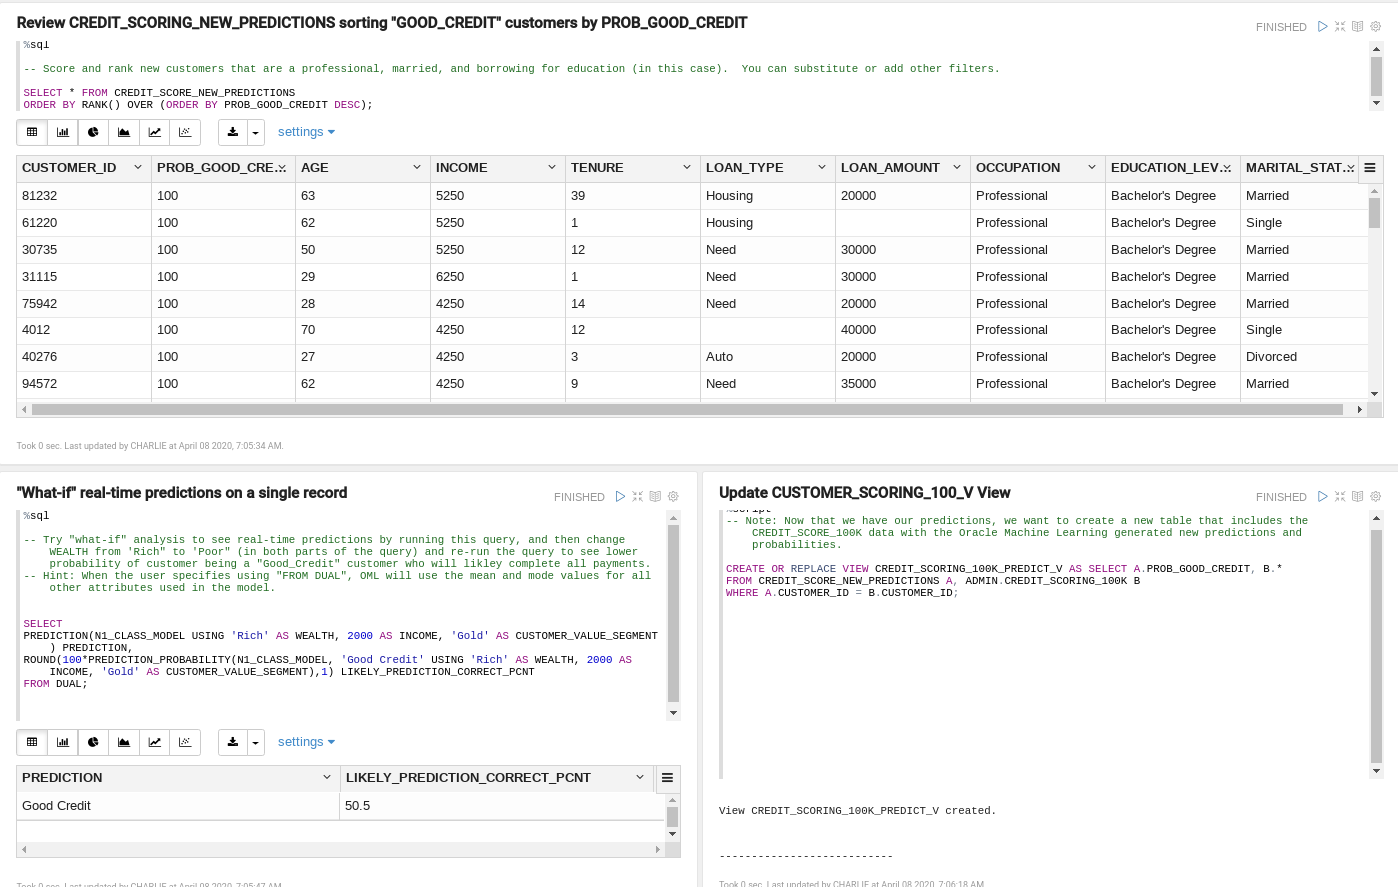 Review CREDIT_SCORING_NEW_PREDICTIONS sorting "GOOD_CREDIT" customers by PROB_GOOD_CREDIT
FINISHED
%sql
-- Score and rank new customers that are a professional, married, and borrowing for education (in this case).  You can substitute or add other filters.
SELECT * FROM CREDIT_SCORE_NEW_PREDICTIONS
ORDER BY RANK() OVER (ORDER BY PROB_GOOD_CREDIT DESC);
settings
CUSTOMER_ID PROB_GOOD_CRE... AGE INCOME TENURE LOAN_TYPE LOAN_AMOUNT OCCUPATION EDUCATION_LEV... MARITAL_STAT...
81232 100 63 5250 39 Housing 20000 Professional Bachelor's Degree Married
61220 100 62 5250 1 Housing Professional Bachelor's Degree Single
30735 100 50 5250 12 Need 30000 Professional Bachelor's Degree Married
31115 100 29 6250 1 Need 30000 Professional Bachelor's Degree Married
75942 100 28 4250 14 Need 20000 Professional Bachelor's Degree Married
4012 100 70 4250 12 40000 Professional Bachelor's Degree Single
40276 100 27 4250 3 Auto 20000 Professional Bachelor's Degree Divorced
94572 100 62 4250 9 Need 35000 Professional Bachelor's Degree Married
Took 0 sec. Last updated by CHARLIE at April 08 2020, 7:05:34 AM.
"What-if" real-time predictions on a single record
FINISHED
%sql
-- Try "what-if" analysis to see real-time predictions by running this query, and then change
WEALTH from 'Rich" to 'Poor" (in both parts of the query) and re-run the query to see lower
probability of customer being a "Good_Credit" customer who will likley complete all payments.
-- Hint: When the user specifies using "FROM DUAL", OML will use the mean and mode values for all
other attributes used in the model.
SELECT
PREDICTION(N1_CLASS_MODEL USING 'Rich' AS WEALTH, 2000 AS INCOME, 'Gold' AS CUSTOMER_VALUE_SEGMENT
) PREDICTION,
ROUND(100*PREDICTION_PROBABILITY(N1_CLASS_MODEL, 'Good Credit' USING 'Rich' AS WEALTH, 2000 AS
INCOME, 'Gold' AS CUSTOMER_VALUE_SEGMENT),1) LIKELY_PREDICTION_CORRECT_PCNT
FROM DUAL;
settings
PREDICTION LIKELY_PREDICTION_CORRECT_PCNT
Good Credit 50.5
Took 0 sec. Last updated by CHARLIE at April 08 2020, 7:05:47 AM.
Update CUSTOMER_SCORING_100_V View
FINISHED
%script
-- Note: Now that we have our predictions, we want to create a new table that includes the
CREDIT_SCORE_100K data with the Oracle Machine Learning generated new predictions and
probabilities.
CREATE OR REPLACE VIEW CREDIT_SCORING_100K_PREDICT_V AS SELECT A.PROB_GOOD_CREDIT, B.*
FROM CREDIT_SCORE_NEW_PREDICTIONS A, ADMIN.CREDIT_SCORING_100K B
WHERE A.CUSTOMER_ID = B.CUSTOMER_ID;
View CREDIT_SCORING_100K_PREDICT_V created.
---------------------------
Took 0 sec. Last updated by CHARLIE at April 08 2020, 7:06:18 AM.